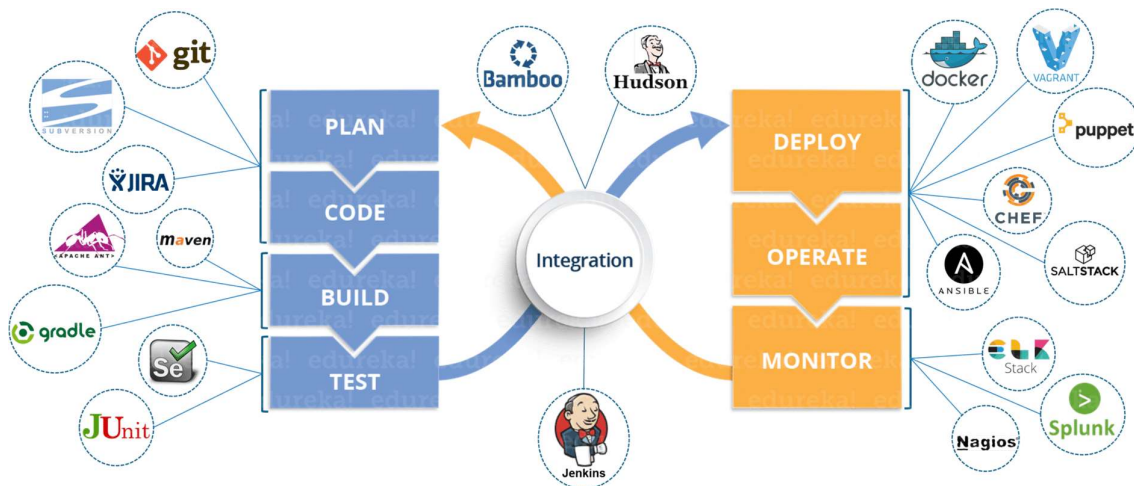 git
SUBVERSION
JIRA
APACHE ANT
maven
gradle
Se
JUnit
PLAN
CODE
BUILD
TEST
Bamboo
Hudson
Integration
Jenkins
DEPLOY
OPERATE
MONITOR
docker
VAGRANT
puppet
CHEF
SALTSTACK
ANSIBLE
ELK
Stack
Splunk
Nagios®
edureka!